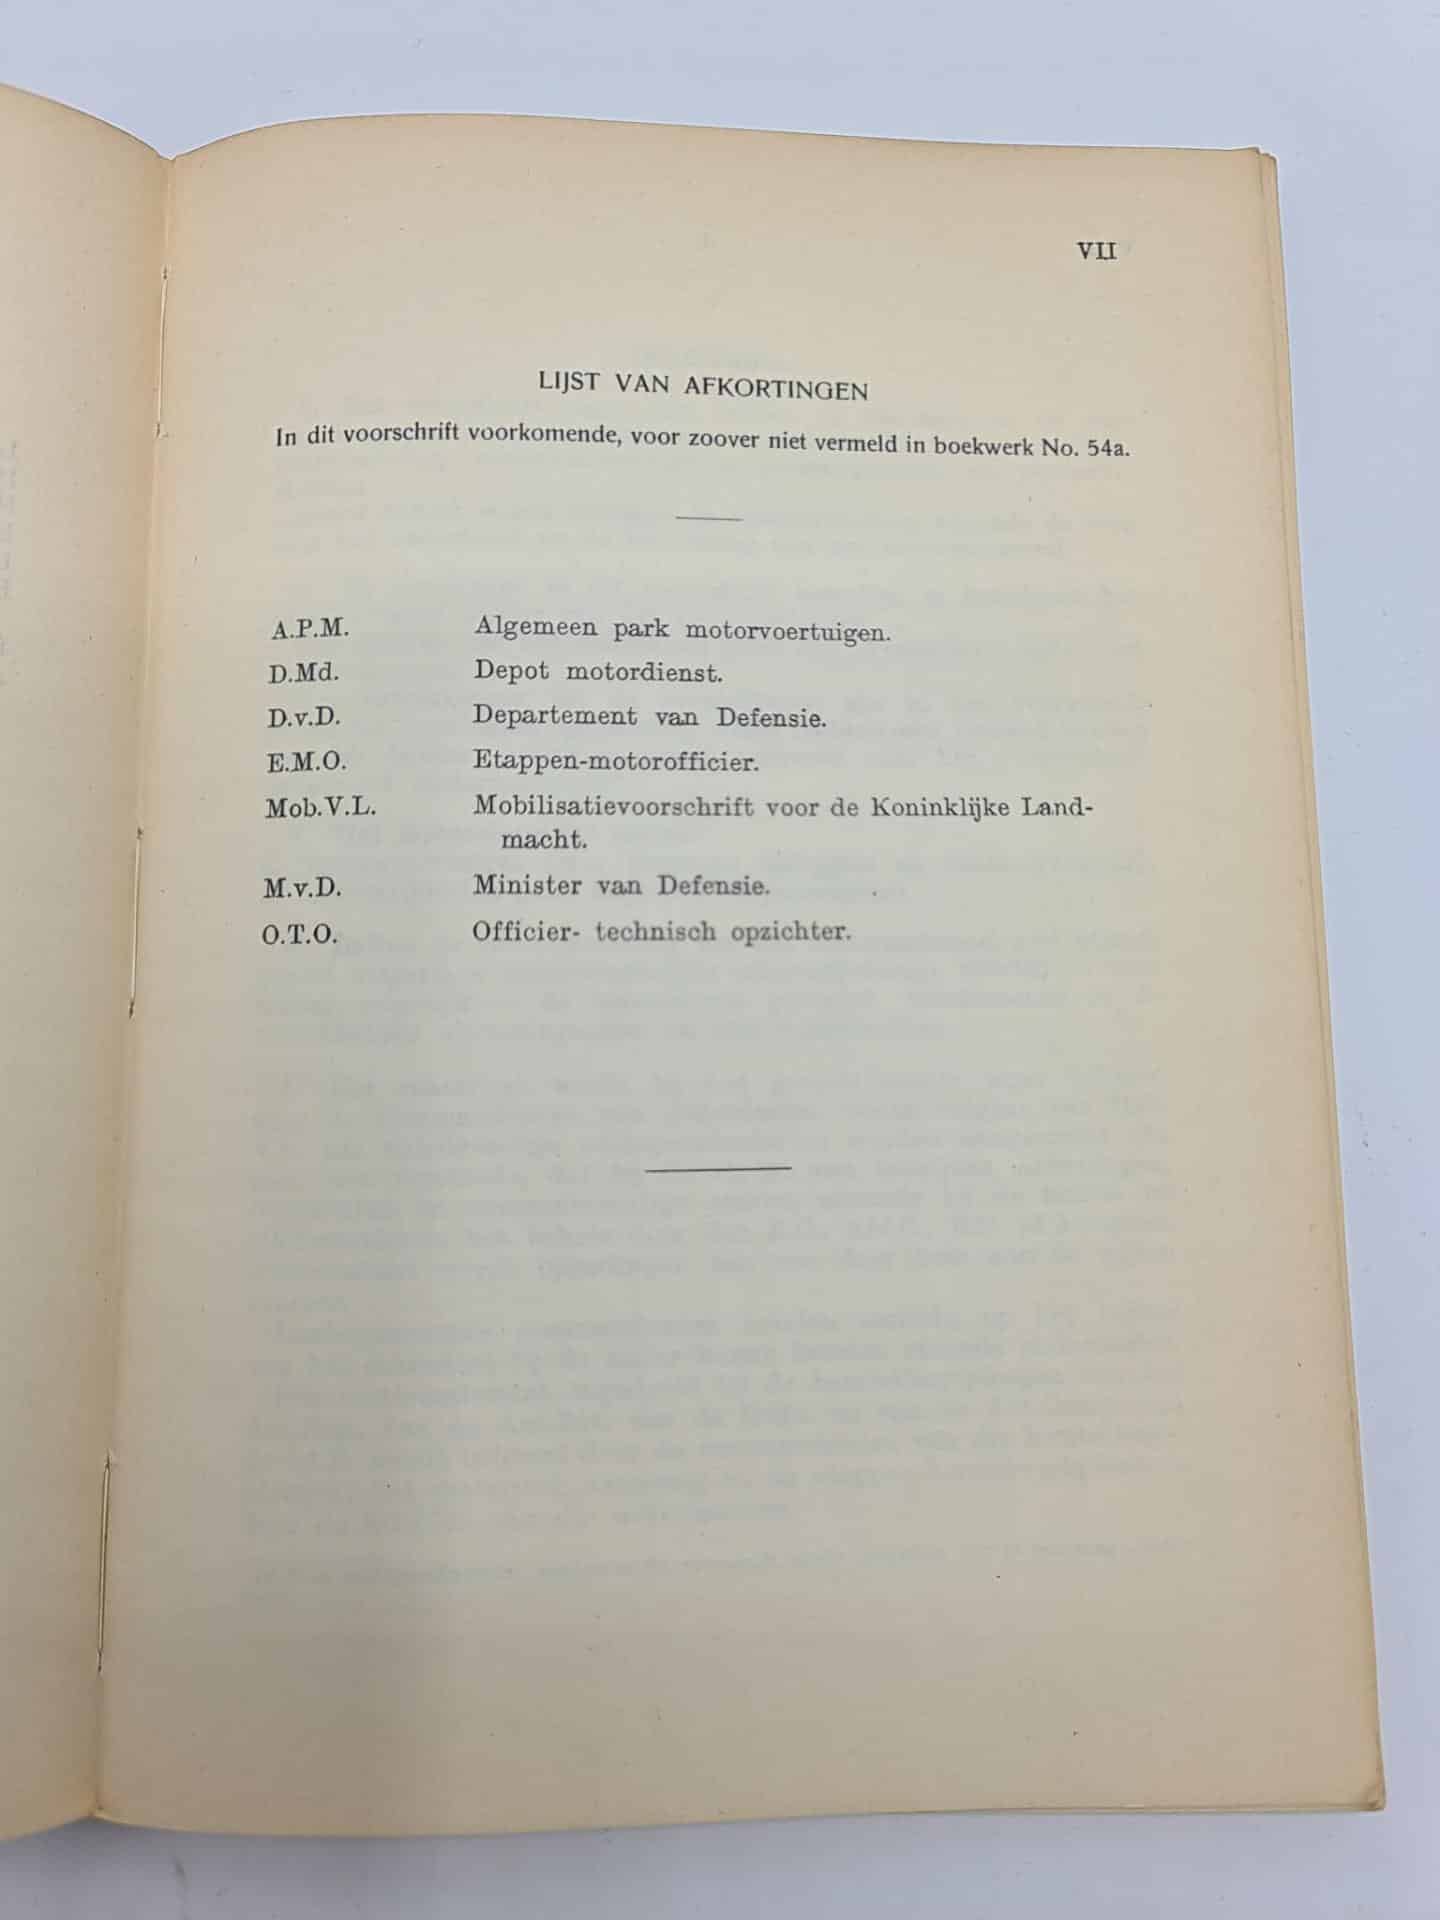 VII
LIJST VAN AFKORTINGEN
In dit voorschrift voorkomende, voor zoover niet vermeld in boekwerk No. 54a.
A.P.M. Algemeen park motorvoertuigen.
D.Md. Depot motordienst.
D.v.D. Departement van Defensie.
E.M.O. Etappen-motorofficier.
Mob.V.L. Mobilisatievoorschrift voor de Koninklijke Land-
macht.
M.v.D. Minister van Defensie.
O.T.O. Officier- technisch opzichter.